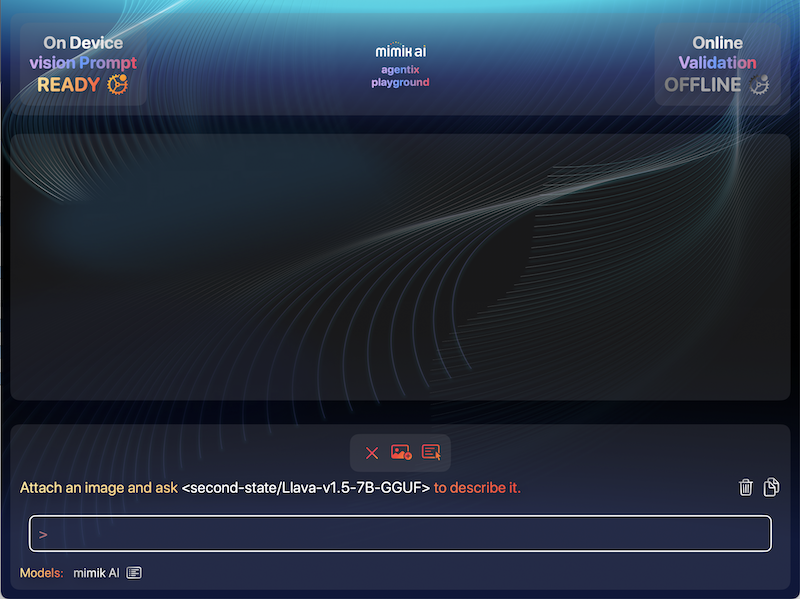 On Device
vision Prompt
READY
mimik ai
agentix
playground
Online
Validation
OFFLINE
Attach an image and ask <second-state/Llava-v1.5-7B-GGUF> to describe it.
>
Models: mimik AI